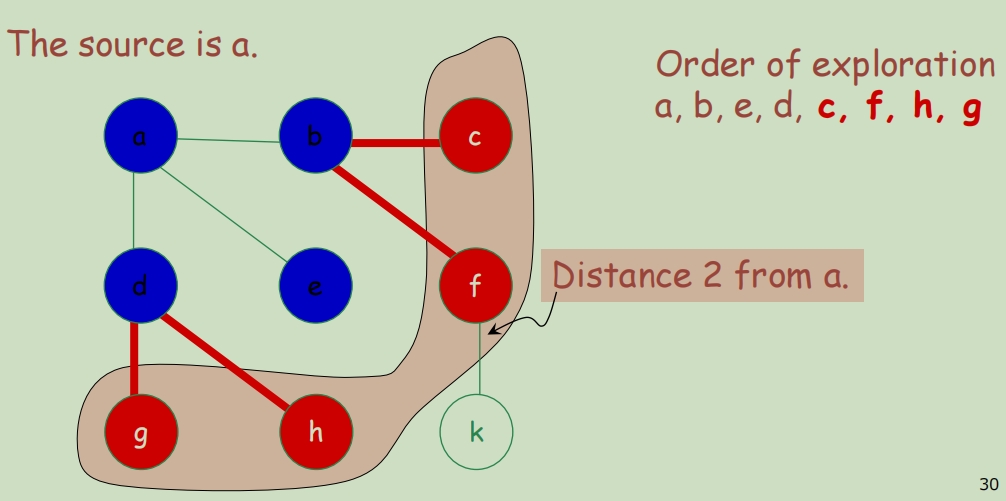 The source is a.
Order of exploration
a, b, e, d, c, f, h, g
a
b
c
d
e
f
Distance 2 from a.
g
h
k
30